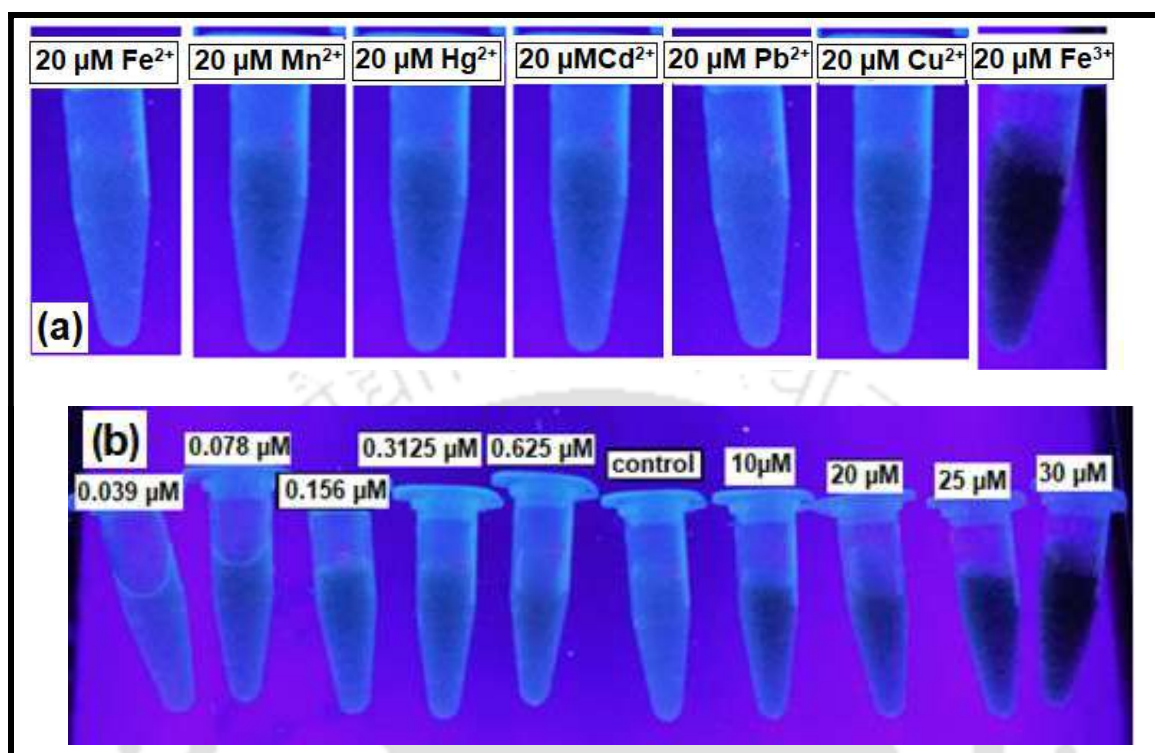 20 µM Fe²⁺ 20 µM Mn²⁺ 20 µM Hg²⁺ 20 µMCd²⁺ 20 µM Pb²⁺ 20 µM Cu²⁺ 20 µM Fe³⁺
(a)
(b)
0.078 µM 0.3125 µM 0.625 µM control 10µM 20 µM 25 µM 30 µM
0.039 µM 0.156 µM